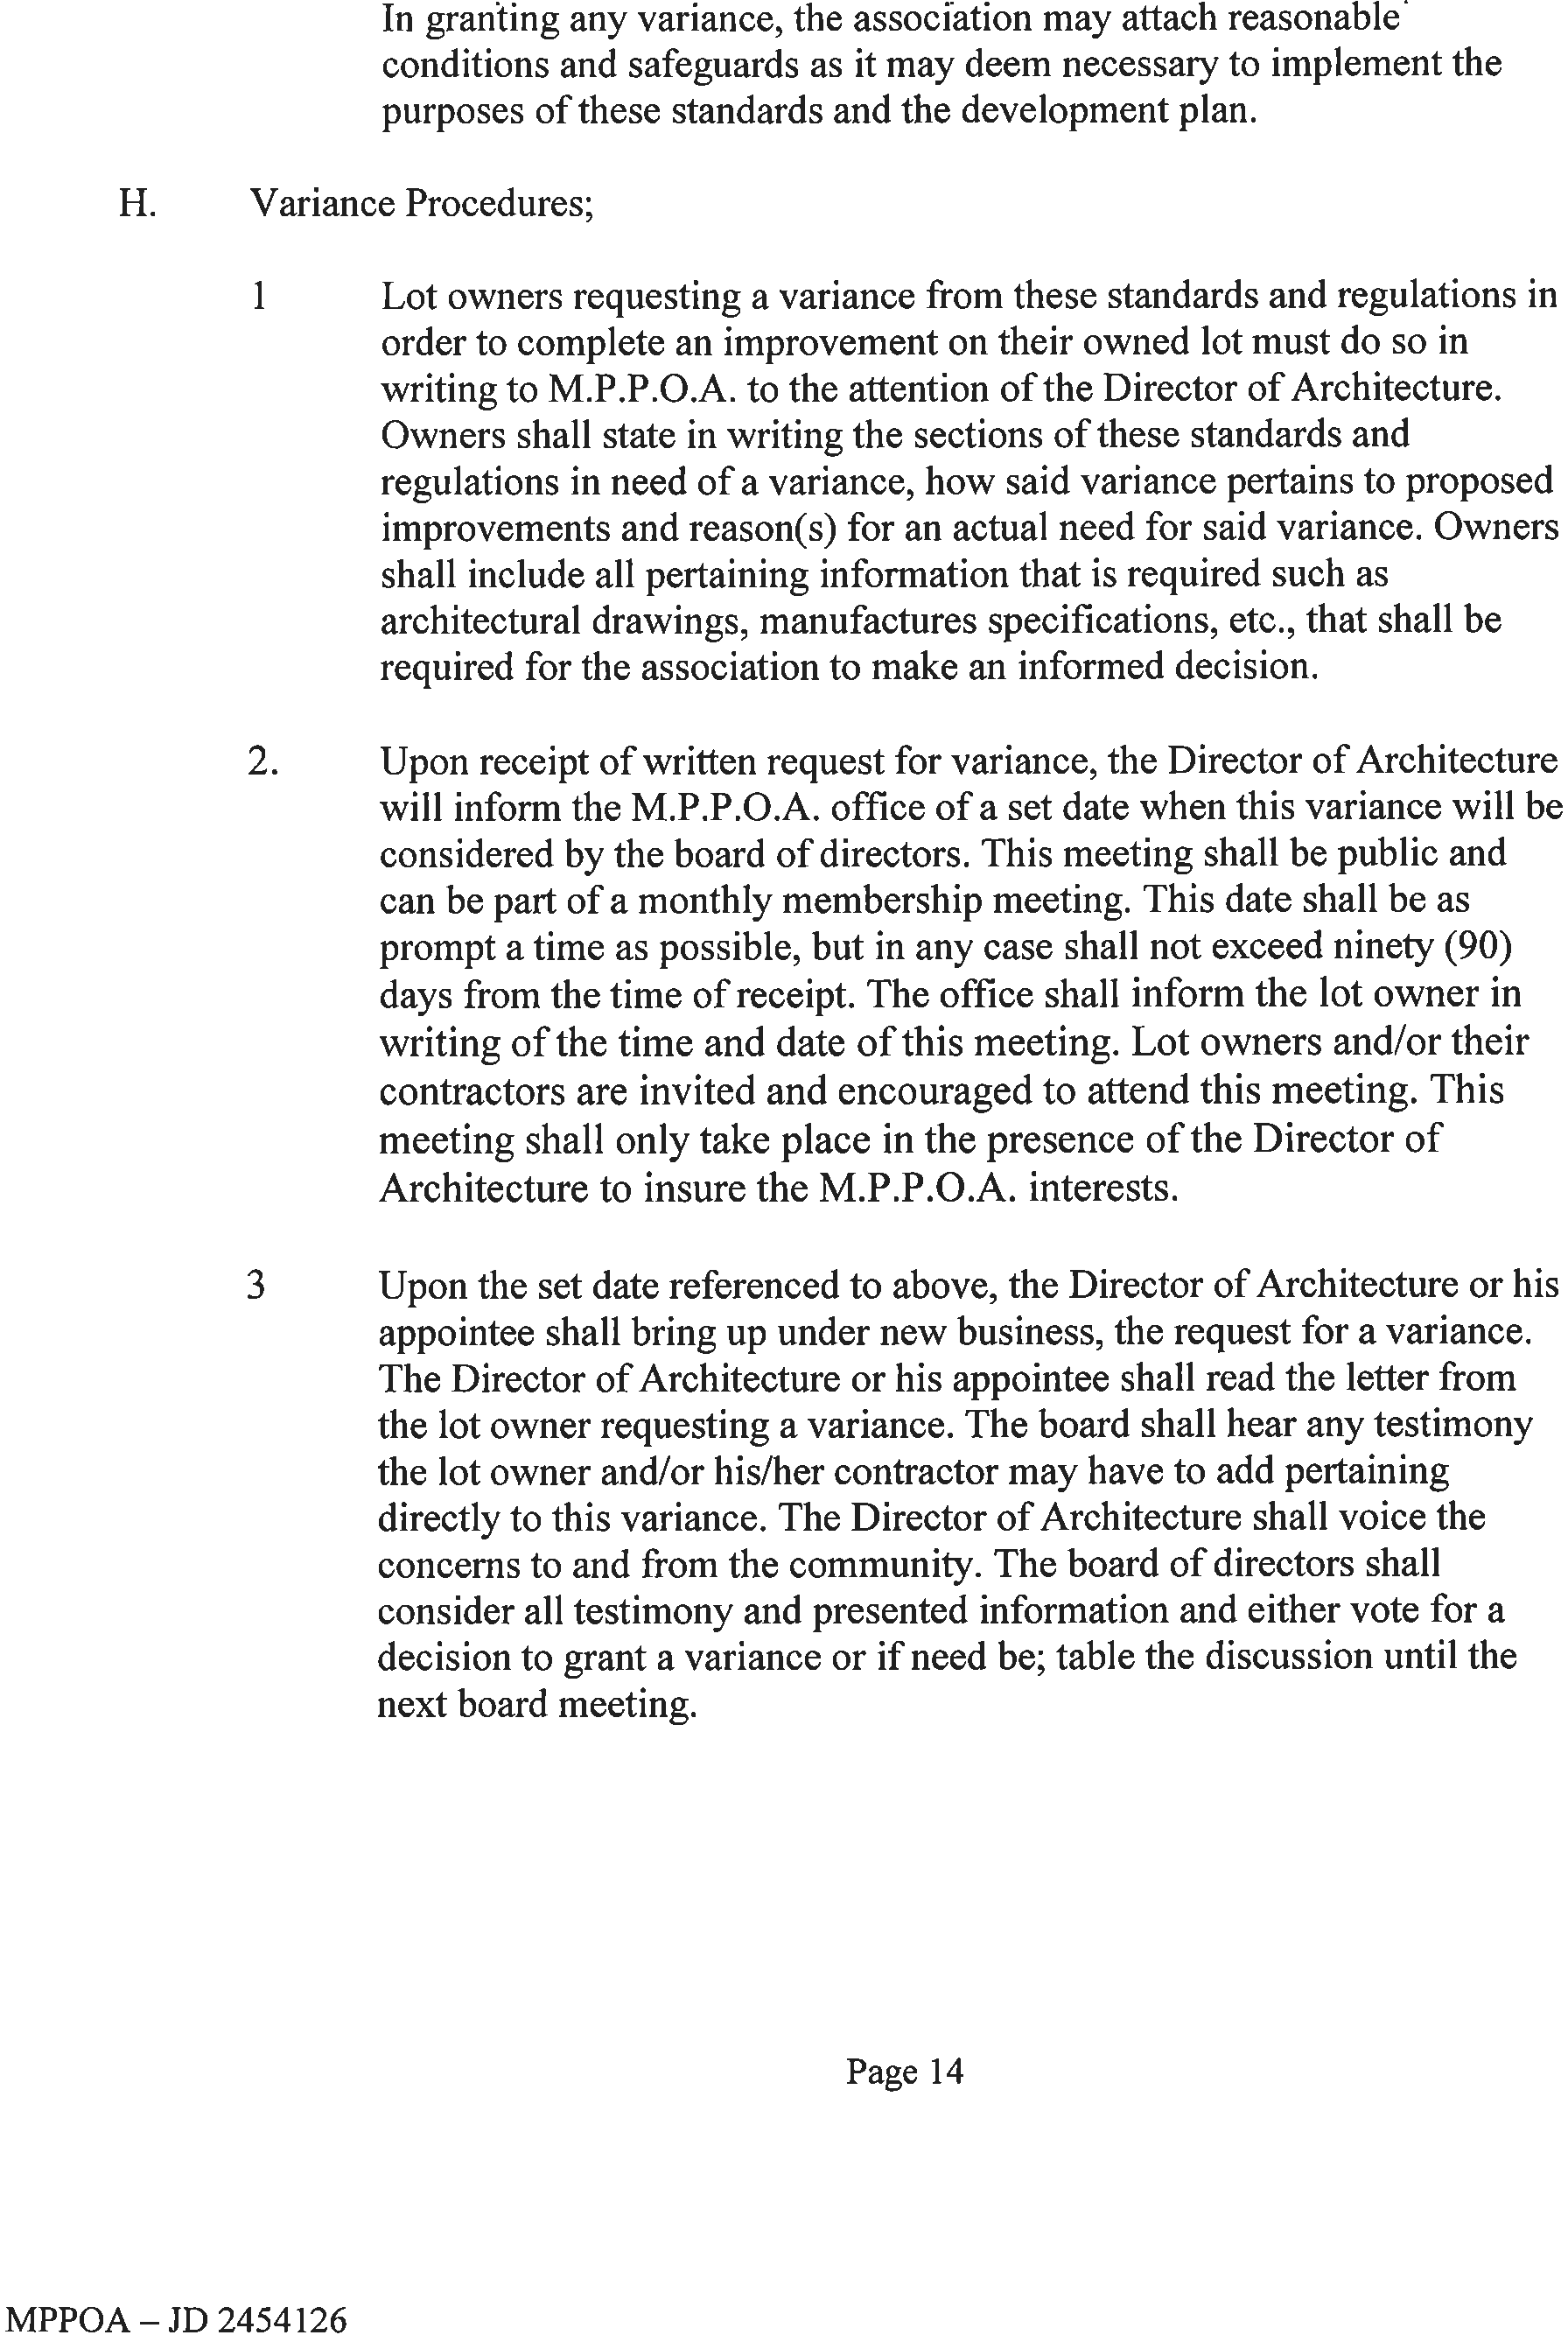 In granting any variance, the association may attach reasonable
conditions and safeguards as it may deem necessary to implement the
purposes of these standards and the development plan.
H. Variance Procedures;
1 Lot owners requesting a variance from these standards and regulations in
order to complete an improvement on their owned lot must do so in
writing to M.P.P.O.A. to the attention of the Director of Architecture.
Owners shall state in writing the sections of these standards and
regulations in need of a variance, how said variance pertains to proposed
improvements and reason(s) for an actual need for said variance. Owners
shall include all pertaining information that is required such as
architectural drawings, manufactures specifications, etc., that shall be
required for the association to make an informed decision.
2. Upon receipt of written request for variance, the Director of Architecture
will inform the M.P.P.O.A. office of a set date when this variance will be
considered by the board of directors. This meeting shall be public and
can be part of a monthly membership meeting. This date shall be as
prompt a time as possible, but in any case shall not exceed ninety (90)
days from the time of receipt. The office shall inform the lot owner in
writing of the time and date of this meeting. Lot owners and/or their
contractors are invited and encouraged to attend this meeting. This
meeting shall only take place in the presence of the Director of
Architecture to insure the M.P.P.O.A. interests.
3 Upon the set date referenced to above, the Director of Architecture or his
appointee shall bring up under new business, the request for a variance.
The Director of Architecture or his appointee shall read the letter from
the lot owner requesting a variance. The board shall hear any testimony
the lot owner and/or his/her contractor may have to add pertaining
directly to this variance. The Director of Architecture shall voice the
concerns to and from the community. The board of directors shall
consider all testimony and presented information and either vote for a
decision to grant a variance or if need be; table the discussion until the
next board meeting.
Page 14
MPPOA – JD 2454126